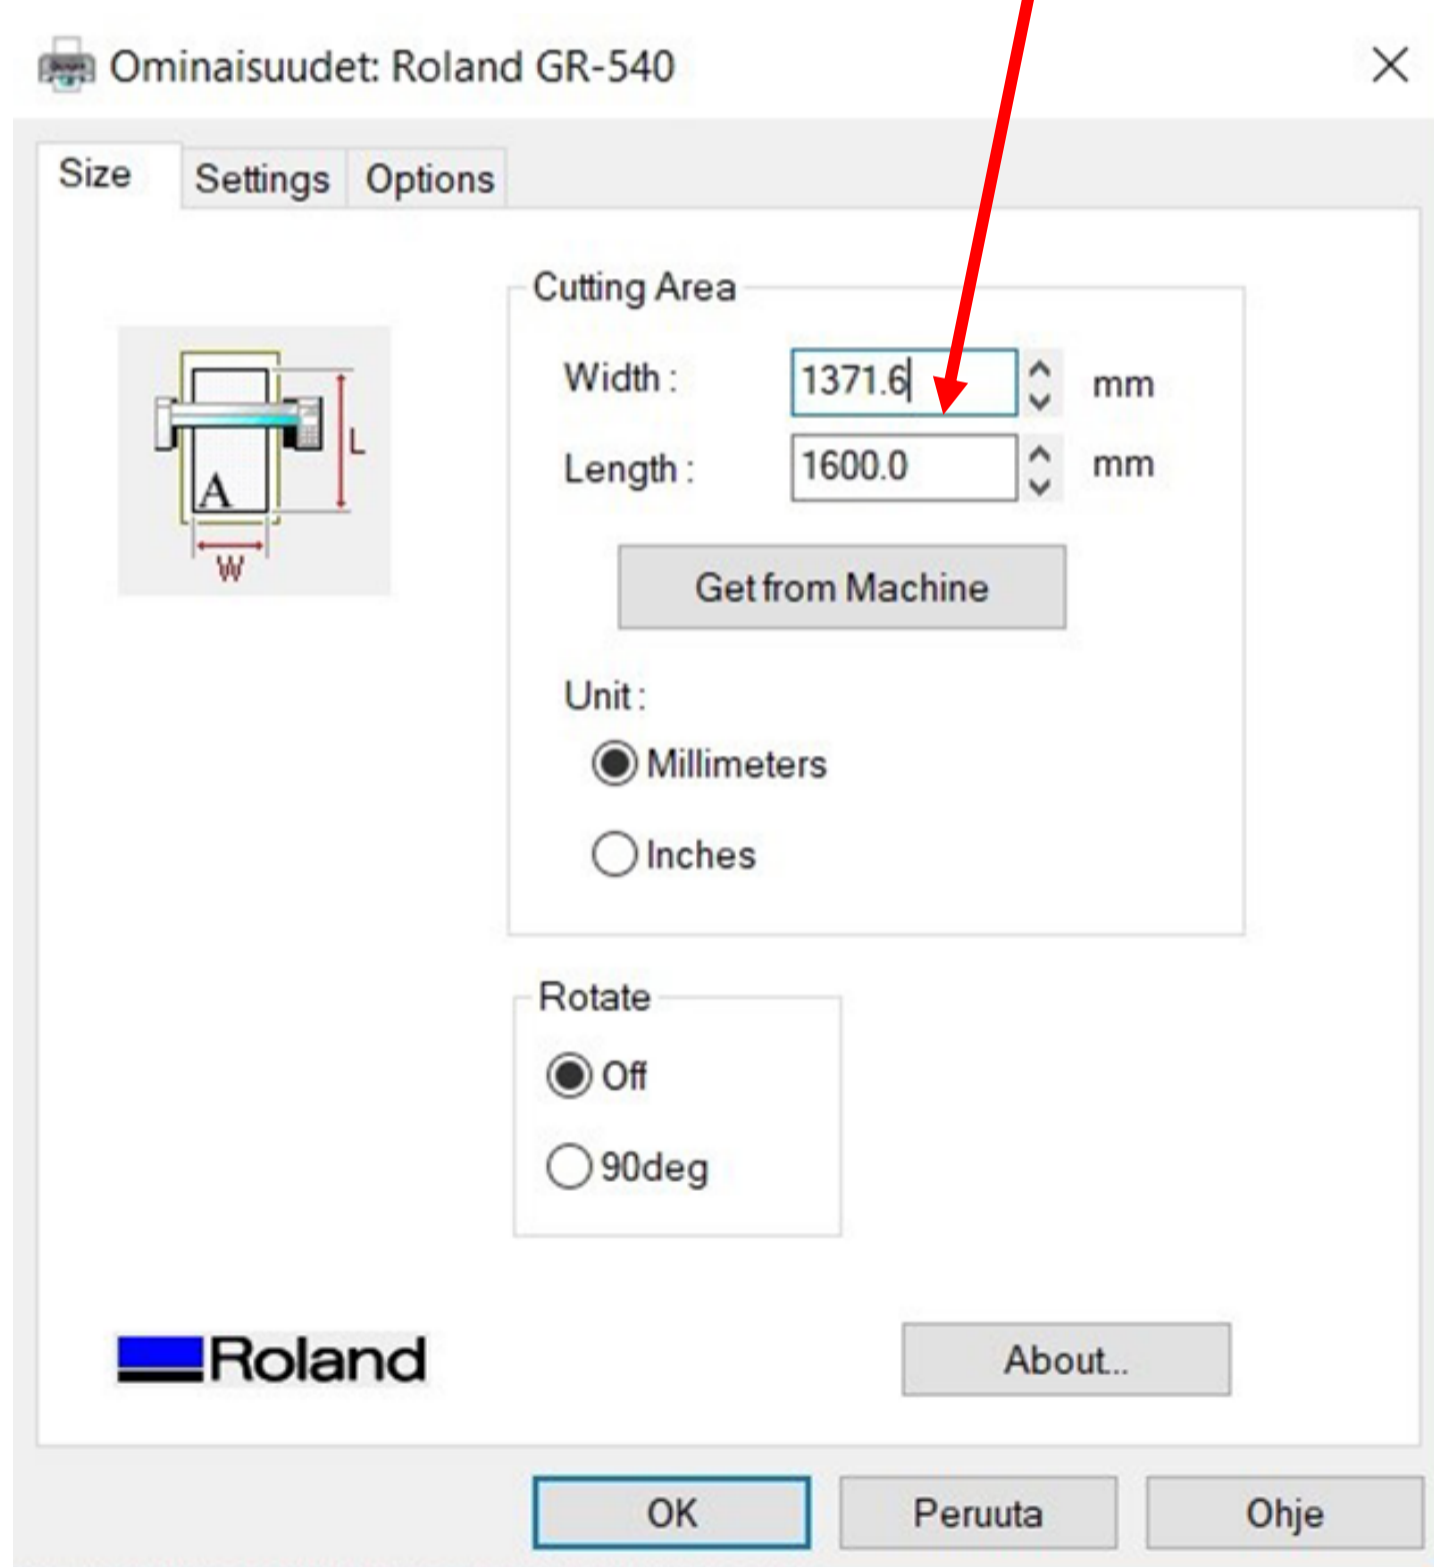 Ominaisuudet: Roland GR-540
Size Settings Options
Cutting Area
Width : 1371.6 mm
Length : 1600.0 mm
A
L
W
Get from Machine
Unit :
Millimeters
Inches
Rotate
Off
90deg
Roland
About...
OK Peruuta Ohje